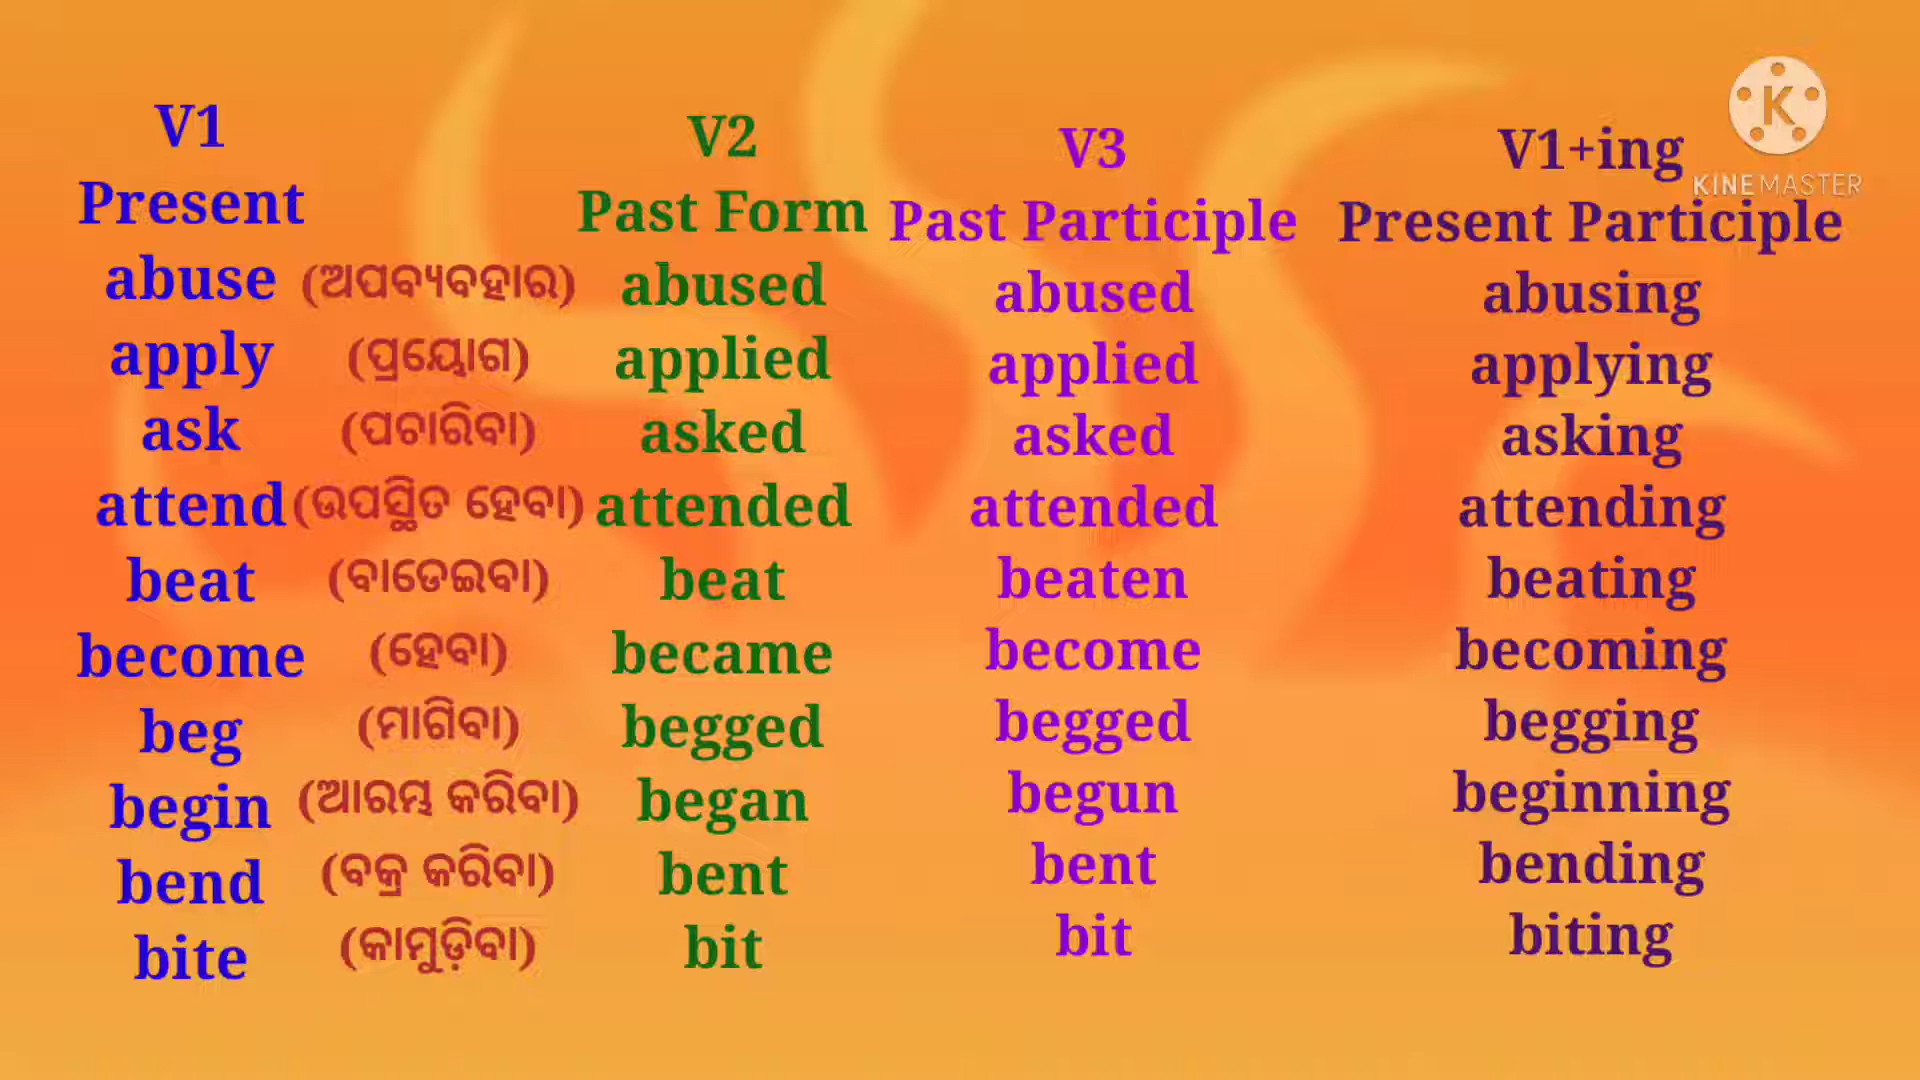 V1 V2 V3 V1+ing
KINEMASTER
Present Past Form Past Participle Present Participle
abuse (ଅପବ୍ୟବହାର) abused abused abusing
apply (ପ୍ରୟୋଗ) applied applied applying
ask (ପଚାରିବା) asked asked asking
attend (ଉପସ୍ଥିତ ହେବା) attended attended attending
beat (ବାଡେଇବା) beat beaten beating
become (ହେବା) became become becoming
beg (ମାଗିବା) begged begged begging
begin (ଆରମ୍ଭ କରିବା) began begun beginning
bend (ବକ୍ର କରିବା) bent bent bending
bite (କାମୁଡ଼ିବା) bit bit biting